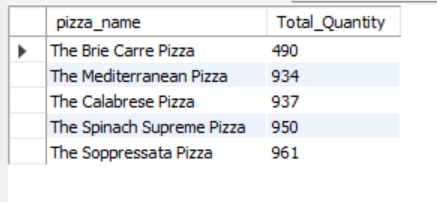 pizza_name Total_Quantity
The Brie Carre Pizza 490
The Mediterranean Pizza 934
The Calabrese Pizza 937
The Spinach Supreme Pizza 950
The Soppressata Pizza 961